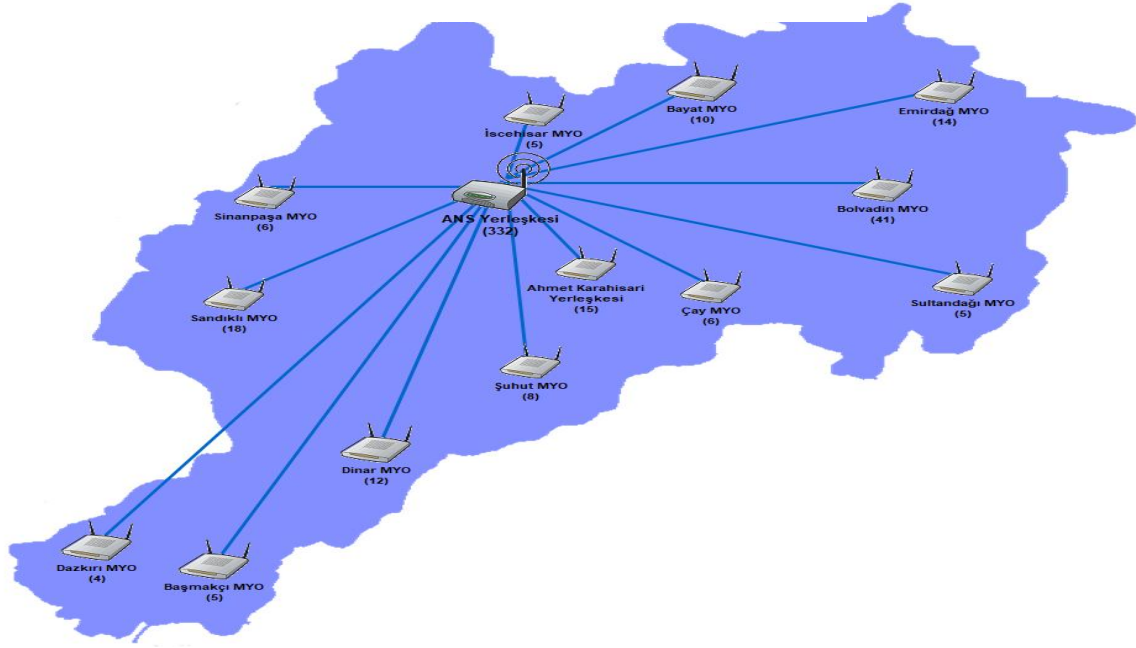 Bayat MYO
(10)
Emirdağ MYO
(14)
İscehisar MYO
(5)
Sinanpaşa MYO
(6)
ANS Yerleşkesi
(332)
Bolvadin MYO
(41)
Ahmet Karahisari
Yerleşkesi
(15)
Çay MYO
(6)
Sultandağı MYO
(5)
Sandıklı MYO
(18)
Şuhut MYO
(8)
Dinar MYO
(12)
Dazkırı MYO
(4)
Başmakçı MYO
(5)